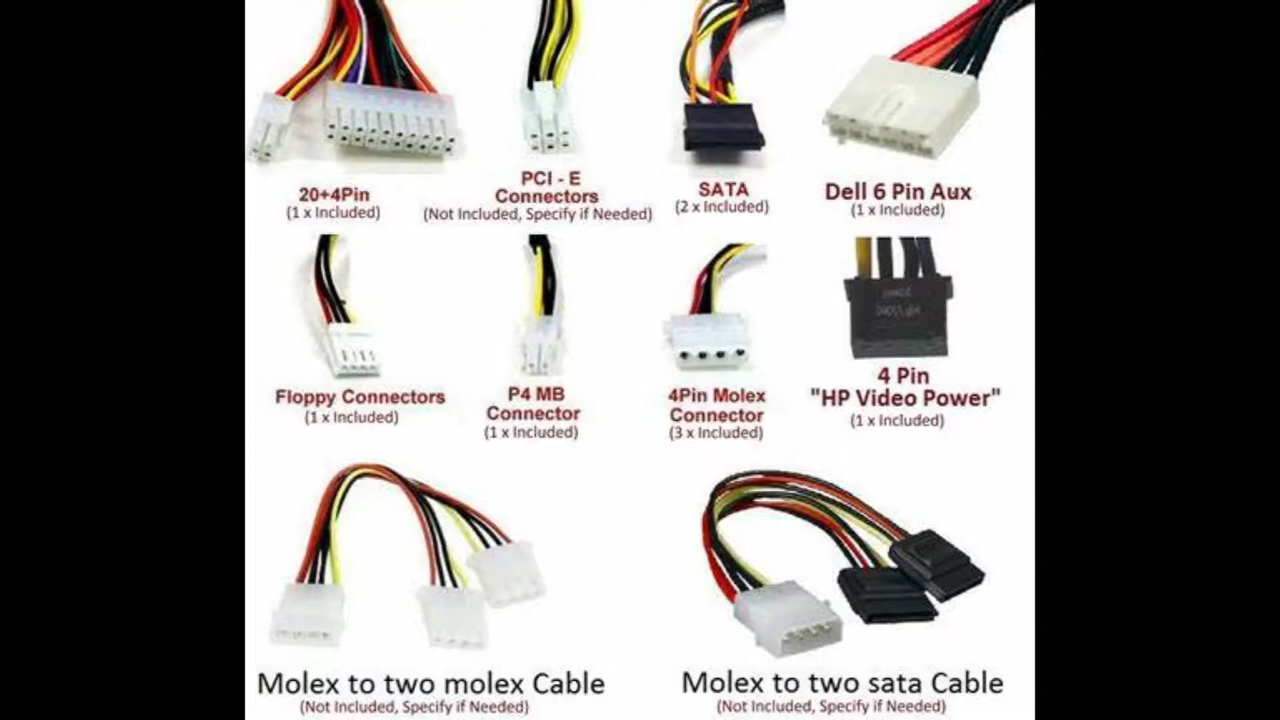 20+4Pin
(1 x Included)
PCI - E
Connectors
(Not Included, Specify if Needed)
SATA
(2 x Included)
Dell 6 Pin Aux
(1 x Included)
Floppy Connectors
(1 x Included)
P4 MB
Connector
(1 x Included)
4Pin Molex
Connector
(3 x Included)
4 Pin
"HP Video Power"
(1 x Included)
Molex to two molex Cable
(Not Included, Specify if Needed)
Molex to two sata Cable
(Not Included, Specify if Needed)